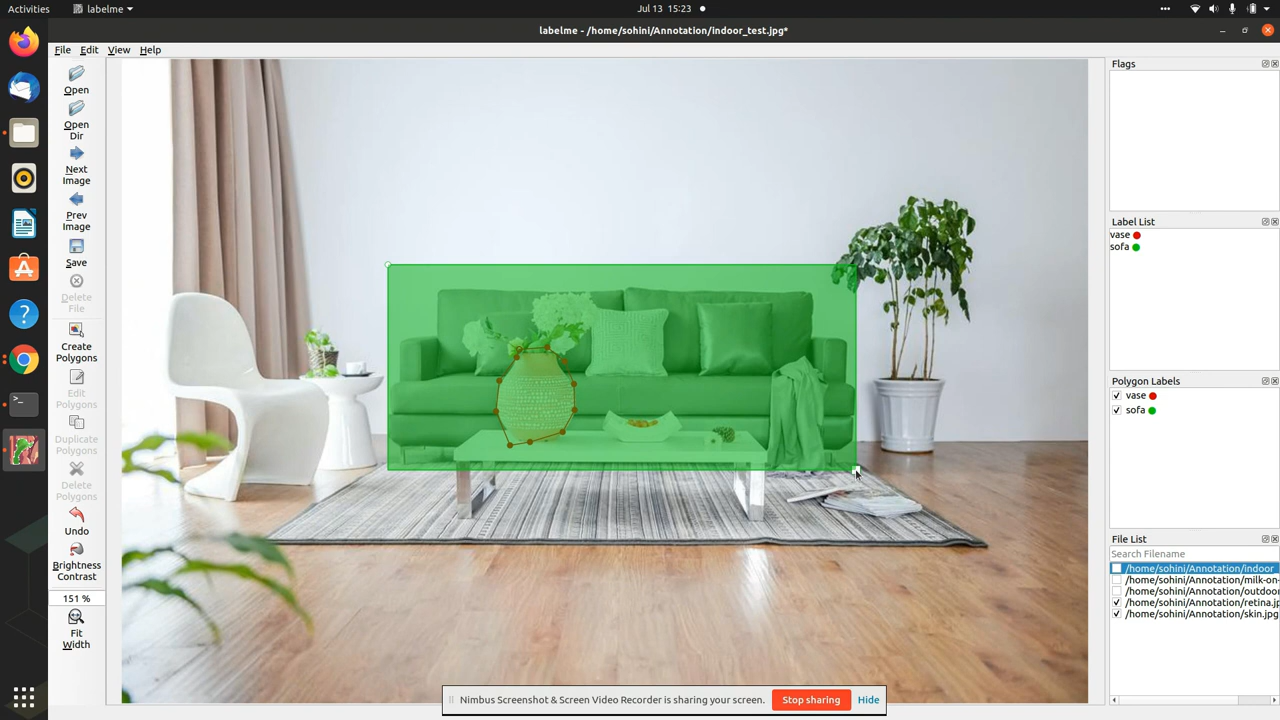 Activities
labelme
Jul 13 15:23
labelme - /home/sohini/Annotation/indoor_test.jpg*
File Edit View Help
Open
Open
Dir
Next
Image
Prev
Image
Save
Delete
File
Create
Polygons
Edit
Polygons
Duplicate
Polygons
Delete
Polygons
Undo
Brightness
Contrast
151 %
Fit
Width
Flags
Label List
vase
sofa
Polygon Labels
vase
sofa
File List
Search Filename
/home/sohini/Annotation/indoor
/home/sohini/Annotation/milk-on-
/home/sohini/Annotation/outdoor
/home/sohini/Annotation/retina.jp
/home/sohini/Annotation/skin.jpg
Nimbus Screenshot & Screen Video Recorder is sharing your screen.
Stop sharing
Hide